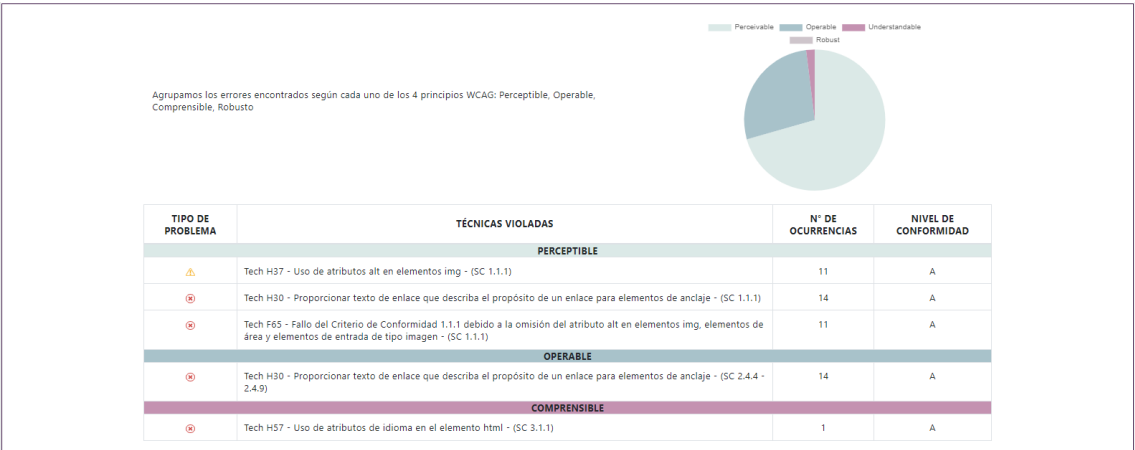 Perceivable Operable Understandable
Robust
Agrupamos los errores encontrados según cada uno de los 4 principios WCAG: Perceptible, Operable,
Comprensible, Robusto
TIPO DE
PROBLEMA
TÉCNICAS VIOLADAS
N° DE
OCURRENCIAS
NIVEL DE
CONFORMIDAD
PERCEPTIBLE
Tech H37 - Uso de atributos alt en elementos img - (SC 1.1.1) 11 A
Tech H30 - Proporcionar texto de enlace que describa el propósito de un enlace para elementos de anclaje - (SC 1.1.1) 14 A
Tech F65 - Fallo del Criterio de Conformidad 1.1.1 debido a la omisión del atributo alt en elementos img, elementos de 11 A
área y elementos de entrada de tipo imagen - (SC 1.1.1)
OPERABLE
Tech H30 - Proporcionar texto de enlace que describa el propósito de un enlace para elementos de anclaje - (SC 2.4.4 - 14 A
2.4.9)
COMPRENSIBLE
Tech H57 - Uso de atributos de idioma en el elemento html - (SC 3.1.1) 1 A